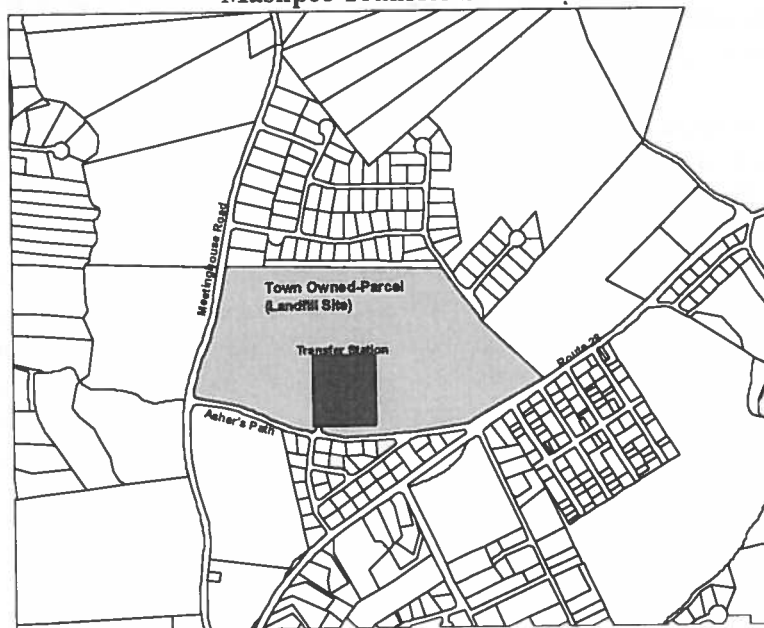 Meetinghouse Road
Town Owned-Parcel
(Landfill Site)
Transfer Station
Route 28
Asher's Path